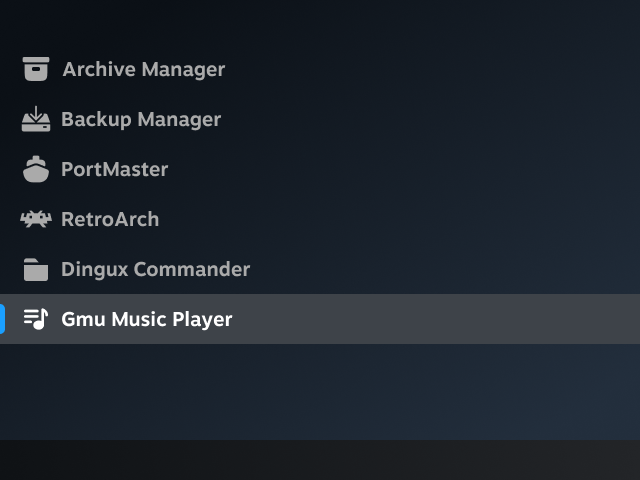 Archive Manager
Backup Manager
PortMaster
RetroArch
Dingux Commander
Gmu Music Player